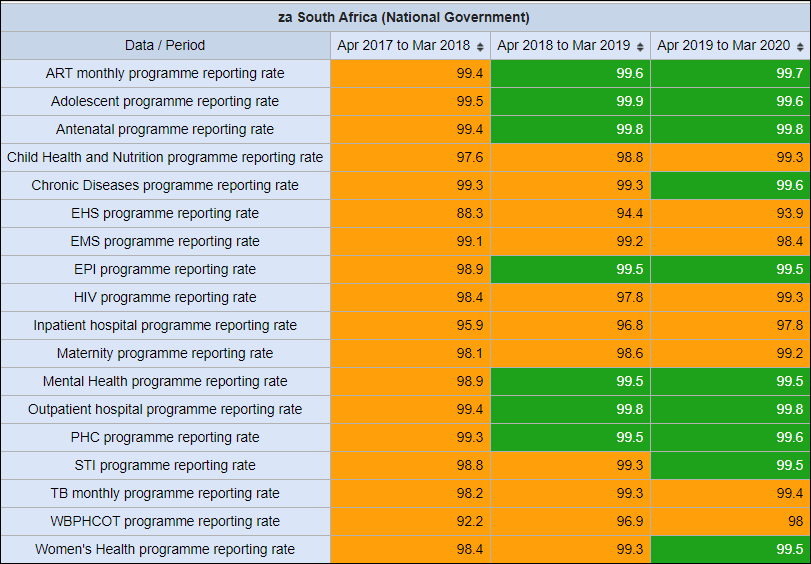 za South Africa (National Government)
Data / Period Apr 2017 to Mar 2018 Apr 2018 to Mar 2019 Apr 2019 to Mar 2020
ART monthly programme reporting rate 99.4 99.6 99.7
Adolescent programme reporting rate 99.5 99.9 99.6
Antenatal programme reporting rate 99.4 99.8 99.8
Child Health and Nutrition programme reporting rate 97.6 98.8 99.3
Chronic Diseases programme reporting rate 99.3 99.3 99.6
EHS programme reporting rate 88.3 94.4 93.9
EMS programme reporting rate 99.1 99.2 98.4
EPI programme reporting rate 98.9 99.5 99.5
HIV programme reporting rate 98.4 97.8 99.3
Inpatient hospital programme reporting rate 95.9 96.8 97.8
Maternity programme reporting rate 98.1 98.6 99.2
Mental Health programme reporting rate 98.9 99.5 99.5
Outpatient hospital programme reporting rate 99.4 99.8 99.8
PHC programme reporting rate 99.3 99.5 99.6
STI programme reporting rate 98.8 99.3 99.5
TB monthly programme reporting rate 98.2 99.3 99.4
WBPHCOT programme reporting rate 92.2 96.9 98
Women's Health programme reporting rate 98.4 99.3 99.5